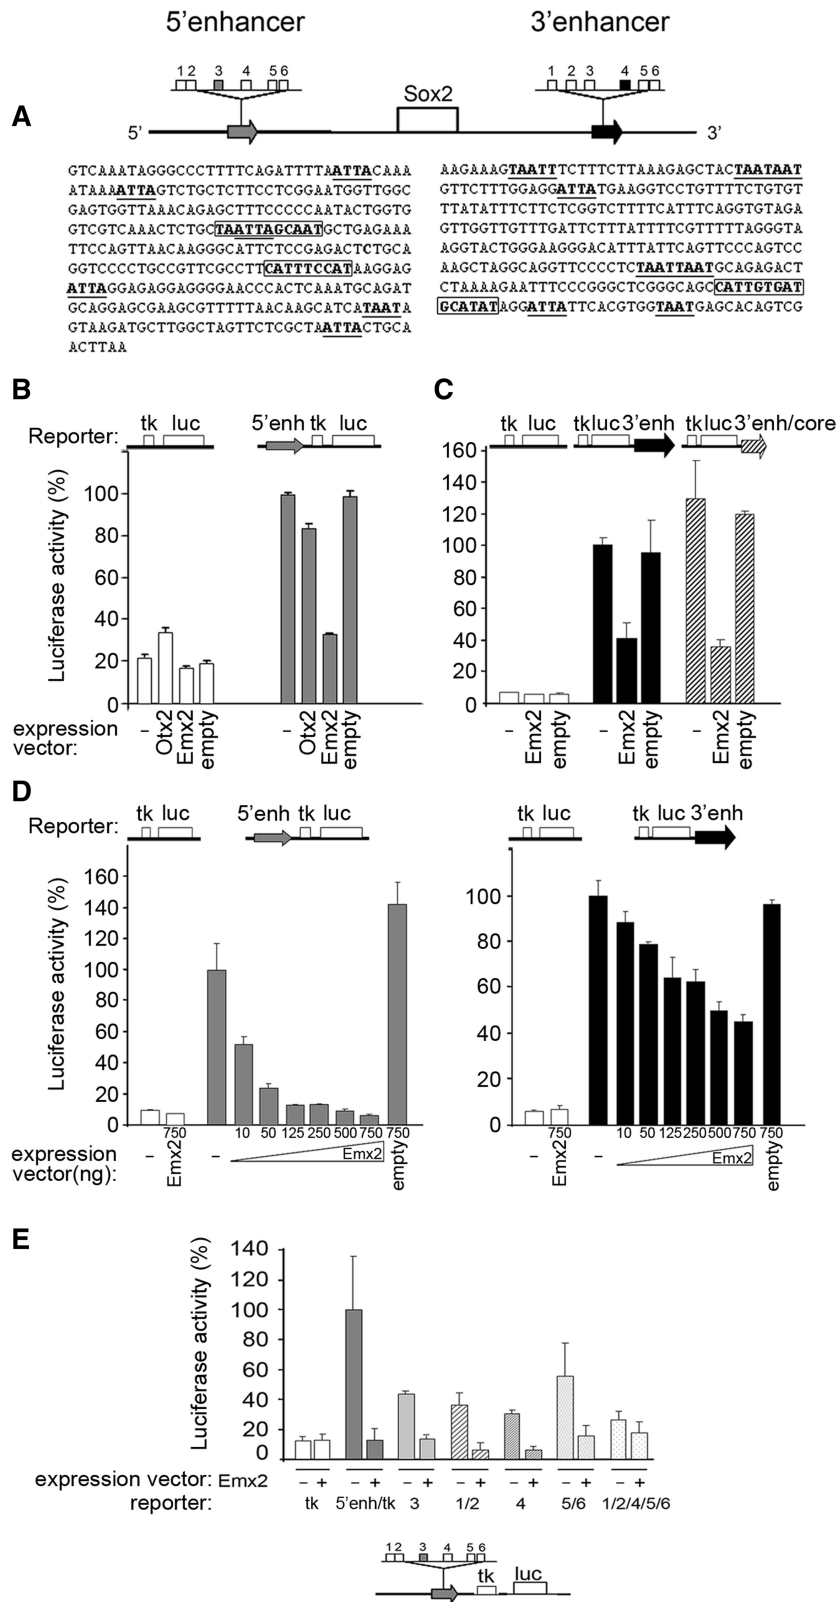 5’enhancer 3’enhancer
1 2 3 4 5 6 1 2 3 4 5 6
A
Sox2
5’ 3’
GTCAAATAGGGCCCTTTTCAGATTTTAATTACAAA
ATAAAATTAGTCTGCTCTTCCTCGGAATGGTTGGC
GAGTGGTTAAACAGAGCTTTCCCCCAATACTGGTG
GTCGTCAAACTCTGCTAATTAGCAATGCTGAGAAA
TTCCAGTTAACAAGGGCATTCTCCGAGACTCCTGCA
GGTCCCCTGCCGTTCGCCTTCATTTCCATAAGGAG
ATTAGGAGAGGAGGGGAACCCACTCAAATGCAGAT
GCAGGAGCGAAGCGTTTTTAACAAGCATCATAATA
GTAAGATGCTTGGCTAGTTCTCGCTAATTACTGCA
ACTTAA
AAGAAAGTAATTTCTTTCTTAAAGAGCTACTAATAAT
GTTCTTTGGAGGATTATGAAGGTCCTGTTTTCTGTGT
TTATATTTCTTCTCGGTCTTTTCATTTCAGGTGTAGA
GTTGGTTGTTTGATTCTTTATTTTCGTTTTTAGGGTA
AGGTACTGGGAAGGGACATTTATTCAGTTCCCAGTCC
AAGCTAGGCAGGTTCCCCTCTAATTAATGCAGAGACT
CTAAAAGAATTTCCCGGGCTCGGGCAGCCATTGTGAT
GCATATAGGATTATTCACGTGGTAATGAGCACAGTCG
B
Reporter: tk luc 5’enh tk luc
Luciferase activity (%)
100
80
60
40
20
0
expression vector: – Otx2 Emx2 empty – Otx2 Emx2 empty
C
tk luc tk luc 3’enh tk luc 3’enh/core
160
140
120
100
80
60
40
20
0
– Emx2 empty – Emx2 empty – Emx2 empty
D
Reporter: tk luc 5’enh tk luc
Luciferase activity (%)
160
140
120
100
80
60
40
20
0
750 10 50 125 250 500 750 750
expression vector(ng): – Emx2 – Emx2 empty
tk luc tk luc 3’enh
100
80
60
40
20
0
750 10 50 125 250 500 750 750
– Emx2 – Emx2 empty
E
Luciferase activity (%)
140
120
100
80
60
40
20
0
expression vector: Emx2 – + – + – + – + – + – + – +
reporter: tk 5’enh/tk 3 1/2 4 5/6 1/2/4/5/6
1 2 3 4 5 6
tk luc